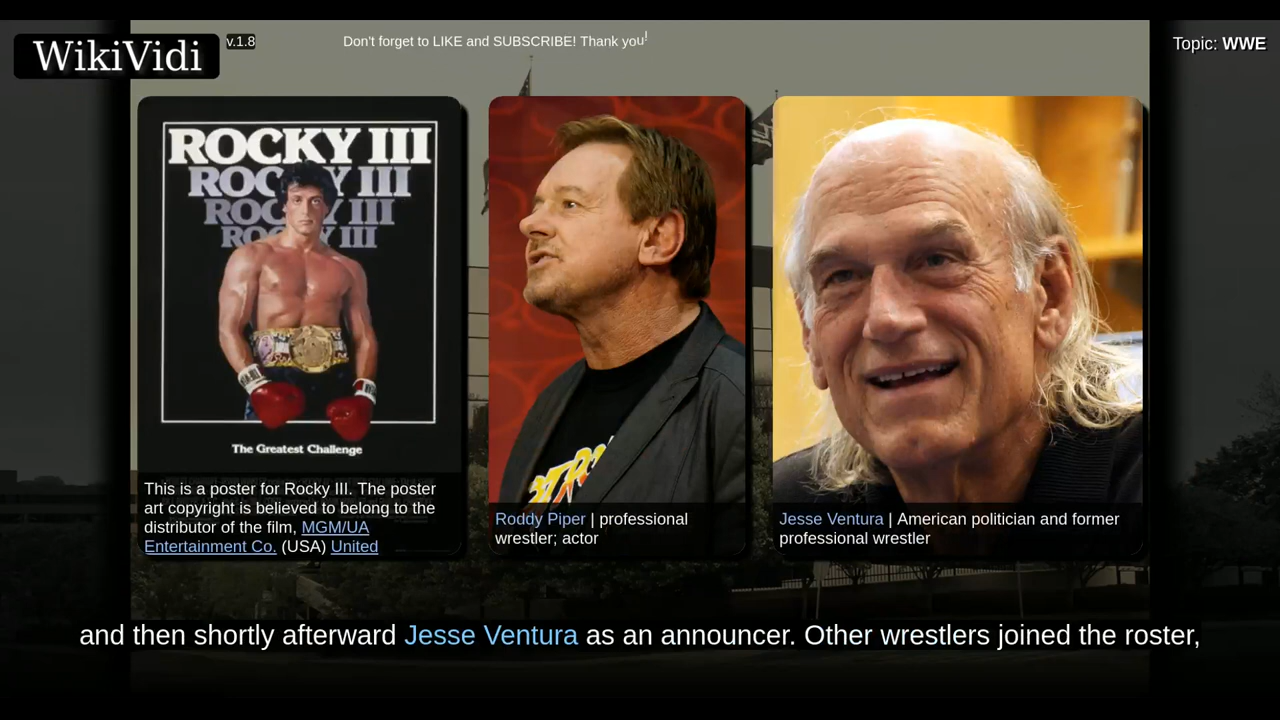 WikiVidi
v.1.8
Don't forget to LIKE and SUBSCRIBE! Thank you!
Topic: WWE
ROCKY III
ROCKY III
ROCKY III
ROCKY III
The Greatest Challenge
This is a poster for Rocky III. The poster
art copyright is believed to belong to the
distributor of the film, MGM/UA
Entertainment Co. (USA) United
Roddy Piper | professional
wrestler; actor
Jesse Ventura | American politician and former
professional wrestler
and then shortly afterward Jesse Ventura as an announcer. Other wrestlers joined the roster,